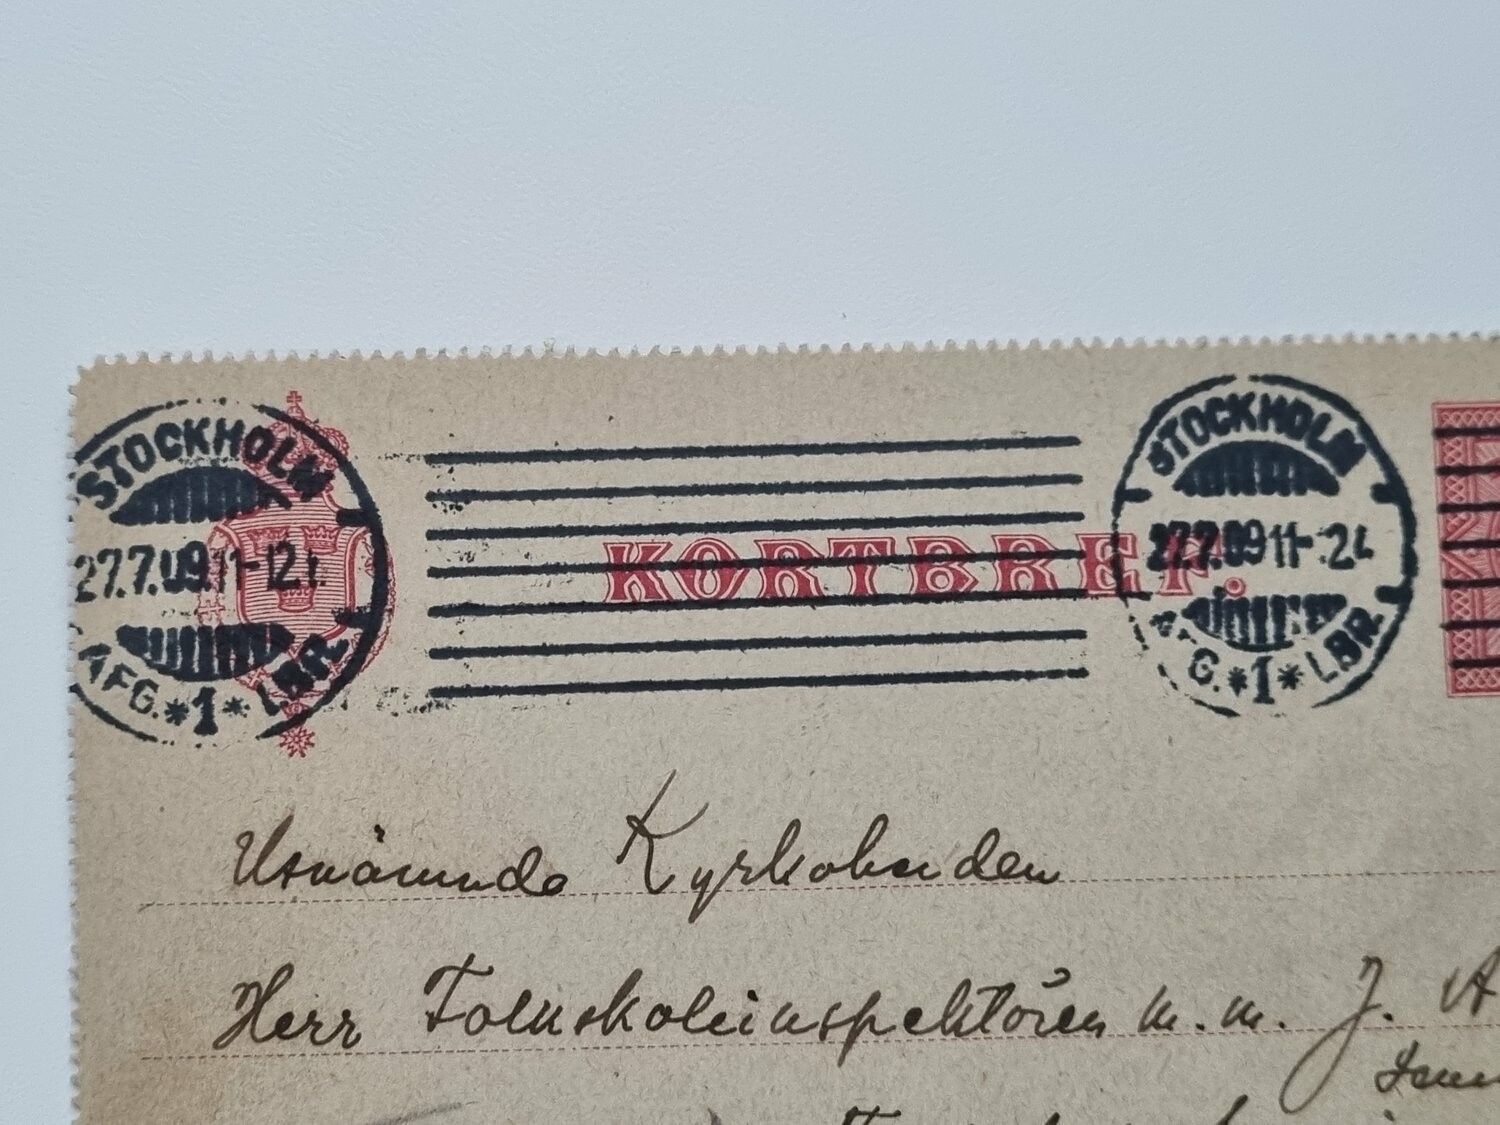 STOCKHOLM
27.7.09.11-12.f.
AFG. *1* LBR.
KORTBREF.
STOCKHOLM
27.7.09 11-12.f.
AFG. *1* LBR.
Utnämnde Kyrkoherden
Herr Folkskoleinspektören m. m. J. A